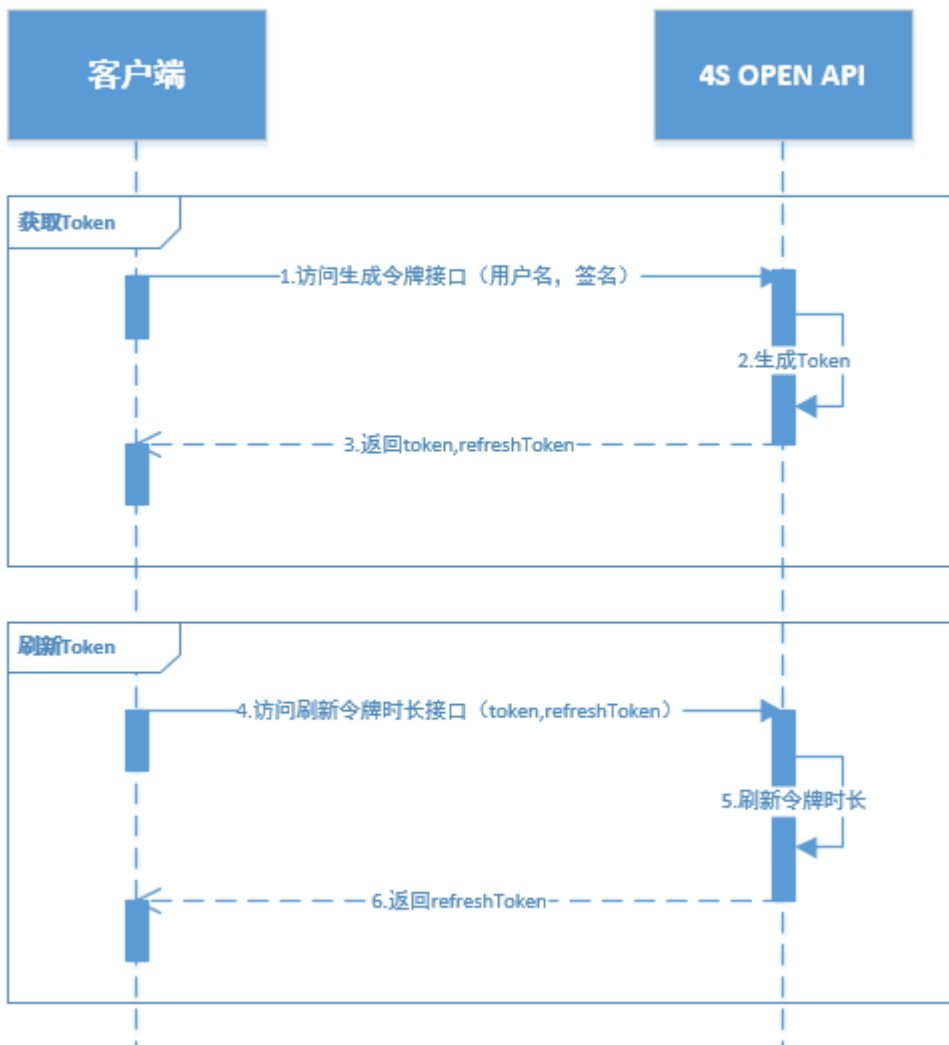 客户端
4S OPEN API
获取Token
1.访问生成令牌接口（用户名，签名）
2.生成Token
3.返回token,refreshToken
刷新Token
4.访问刷新令牌时长接口（token,refreshToken）
5.刷新令牌时长
6.返回refreshToken